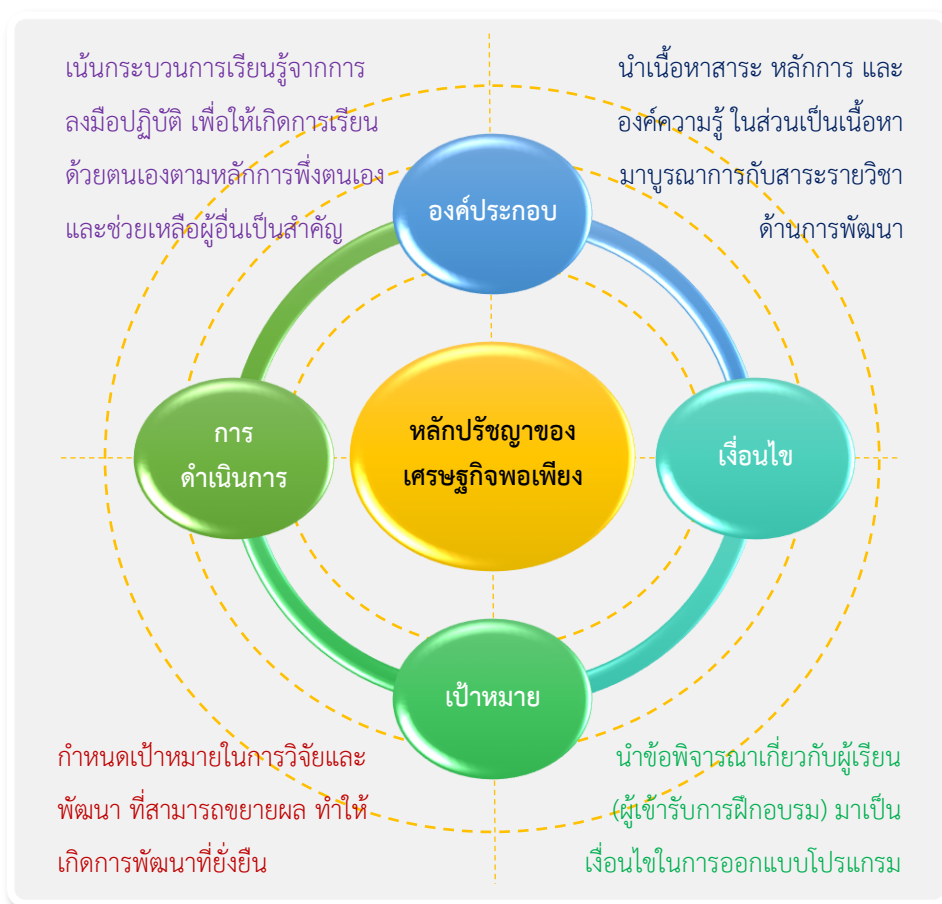 เน้นกระบวนการเรียนรู้จากการ
ลงมือปฏิบัติ เพื่อให้เกิดการเรียน
ด้วยตนเองตามหลักการพึ่งตนเอง
และช่วยเหลือผู้อื่นเป็นสำคัญ
นำเนื้อหาสาระ หลักการ และ
องค์ความรู้ ในส่วนเป็นเนื้อหา
มาบูรณาการกับสาระรายวิชา
ด้านการพัฒนา
องค์ประกอบ
การ
ดำเนินการ
หลักปรัชญาของ
เศรษฐกิจพอเพียง
เงื่อนไข
เป้าหมาย
กำหนดเป้าหมายในการวิจัยและ
พัฒนา ที่สามารถขยายผล ทำให้
เกิดการพัฒนาที่ยั่งยืน
นำข้อพิจารณาเกี่ยวกับผู้เรียน
(ผู้เข้ารับการฝึกอบรม) มาเป็น
เงื่อนไขในการออกแบบโปรแกรม